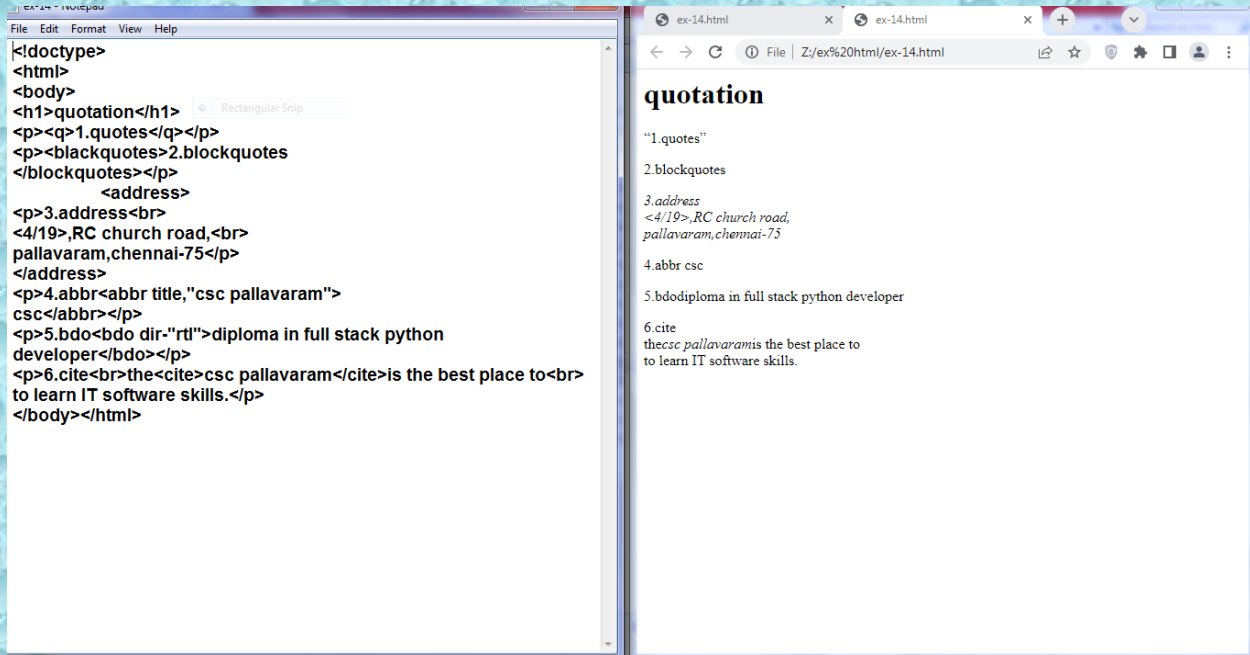 ex-14 - Notepad
File Edit Format View Help
<!doctype>
<html>
<body>
<h1>quotation</h1>
Rectangular Snip
<p><q>1.quotes</q></p>
<p><blackquotes>2.blockquotes
</blockquotes></p>
<address>
<p>3.address<br>
<4/19>,RC church road,<br>
pallavaram,chennai-75</p>
</address>
<p>4.abbr<abbr title,"csc pallavaram">
csc</abbr></p>
<p>5.bdo<bdo dir-"rtl">diploma in full stack python
developer</bdo></p>
<p>6.cite<br>the<cite>csc pallavaram</cite>is the best place to<br>
to learn IT software skills.</p>
</body></html>
ex-14.html
ex-14.html
File Z:/ex%20html/ex-14.html
quotation
“1.quotes”
2.blockquotes
3.address
<4/19>,RC church road,
pallavaram,chennai-75
4.abbr csc
5.bdodiploma in full stack python developer
6.cite
thecsc pallavaramis the best place to
to learn IT software skills.